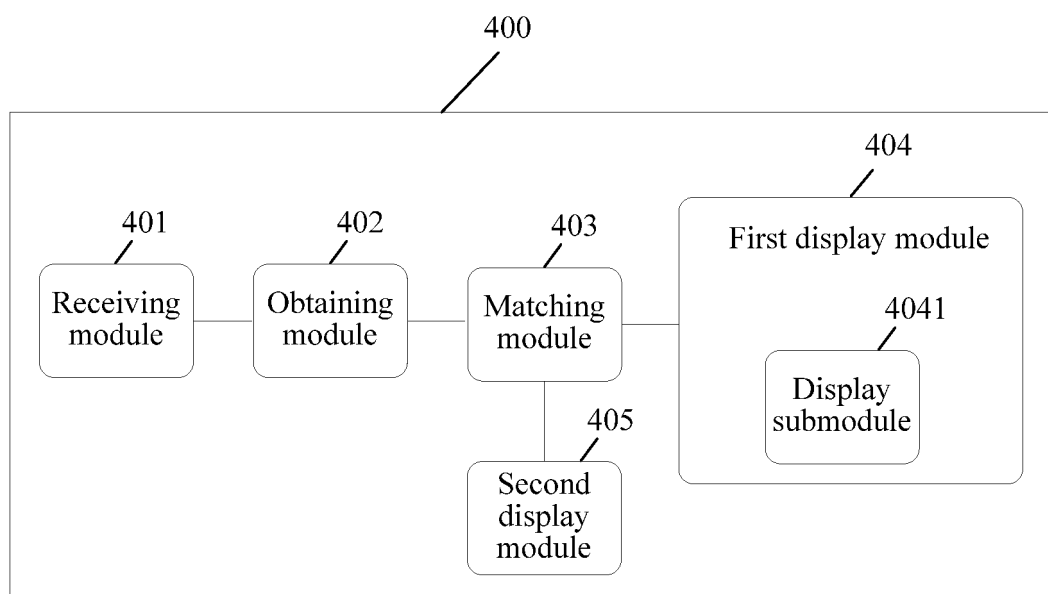 400
404
401
402
403
First display module
Receiving
module
Obtaining
module
Matching
module
4041
Display
submodule
405
Second
display
module